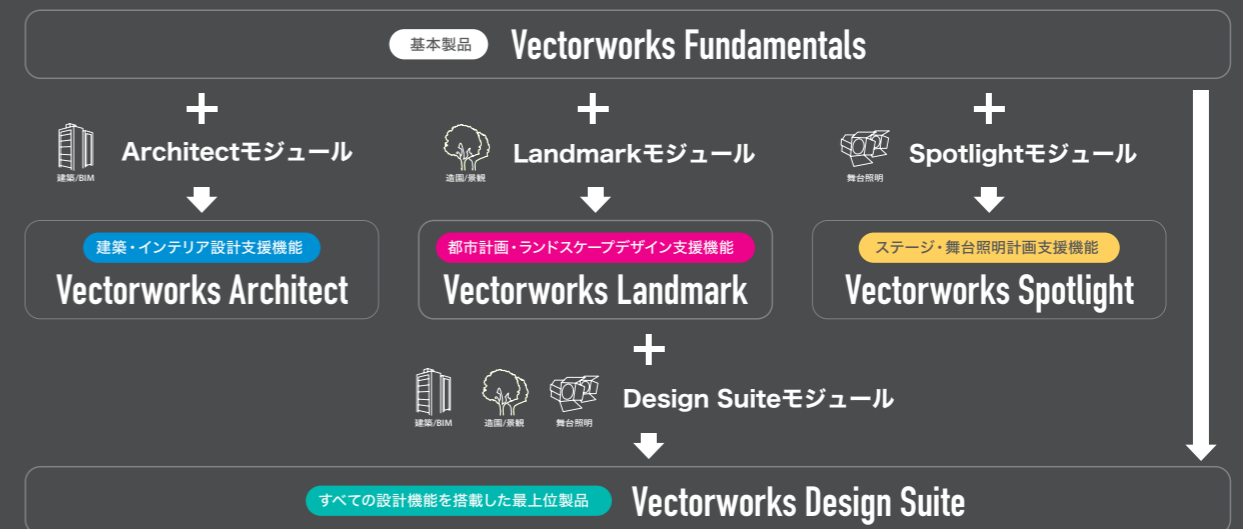 基本製品 Vectorworks Fundamentals
+ + +
建築/BIM Architectモジュール
造園/景観 Landmarkモジュール
舞台照明 Spotlightモジュール
建築・インテリア設計支援機能
Vectorworks Architect
都市計画・ランドスケープデザイン支援機能
Vectorworks Landmark
ステージ・舞台照明計画支援機能
Vectorworks Spotlight
+
建築/BIM 造園/景観 舞台照明 Design Suiteモジュール
すべての設計機能を搭載した最上位製品 Vectorworks Design Suite